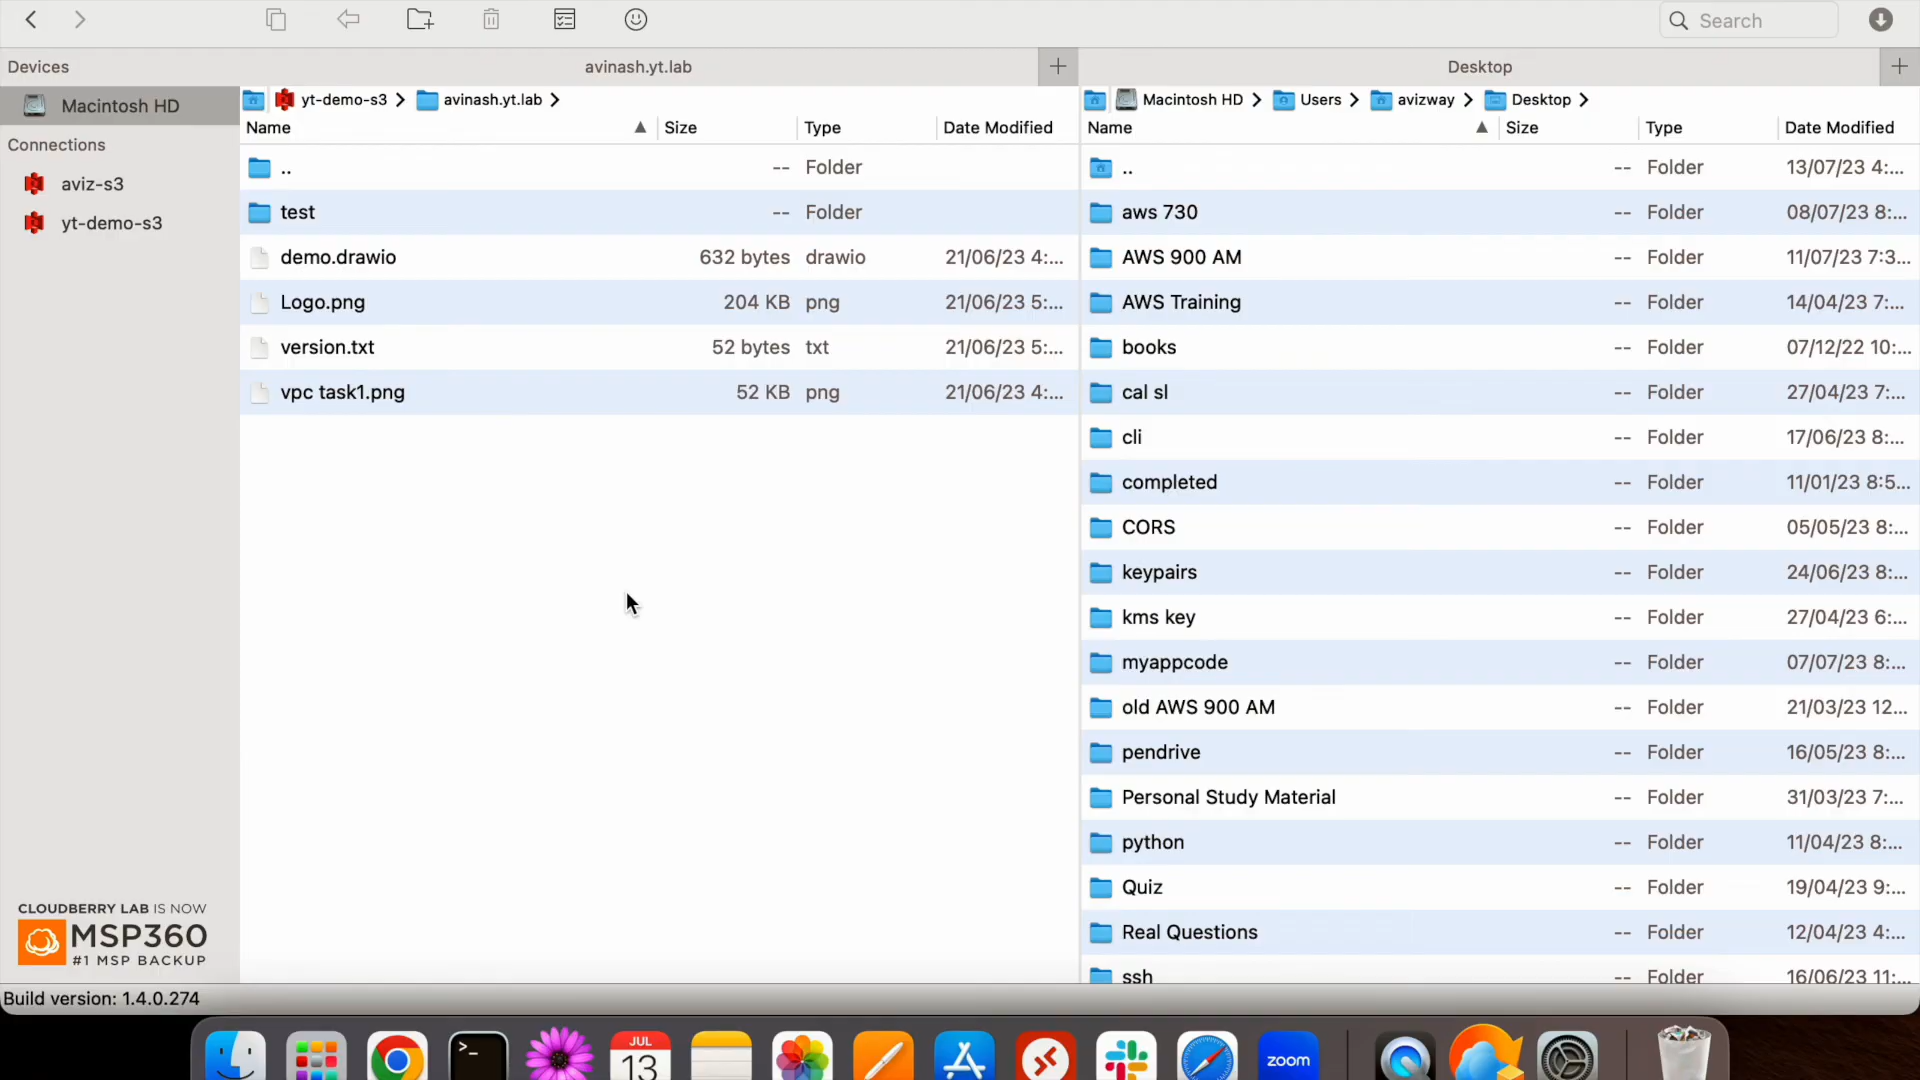 Search
Devices
avinash.yt.lab
Desktop
Macintosh HD
yt-demo-s3
avinash.yt.lab
Macintosh HD
Users
avizway
Desktop
Name Size Type Date Modified
Name Size Type Date Modified
Connections
aviz-s3
yt-demo-s3
.. -- Folder
test -- Folder
demo.drawio 632 bytes drawio 21/06/23 4:...
Logo.png 204 KB png 21/06/23 5:...
version.txt 52 bytes txt 21/06/23 5:...
vpc task1.png 52 KB png 21/06/23 4:...
.. -- Folder 13/07/23 4:...
aws 730 -- Folder 08/07/23 8:...
AWS 900 AM -- Folder 11/07/23 7:3...
AWS Training -- Folder 14/04/23 7:...
books -- Folder 07/12/22 10:...
cal sl -- Folder 27/04/23 7:...
cli -- Folder 17/06/23 8:...
completed -- Folder 11/01/23 8:5...
CORS -- Folder 05/05/23 8:...
keypairs -- Folder 24/06/23 8:...
kms key -- Folder 27/04/23 6:...
myappcode -- Folder 07/07/23 8:...
old AWS 900 AM -- Folder 21/03/23 12...
pendrive -- Folder 16/05/23 8:...
Personal Study Material -- Folder 31/03/23 7:...
python -- Folder 11/04/23 8:...
Quiz -- Folder 19/04/23 9:...
Real Questions -- Folder 12/04/23 4:...
ssh -- Folder 16/06/23 11:...
CLOUDBERRY LAB IS NOW
MSP360
#1 MSP BACKUP
Build version: 1.4.0.274
JUL
13
zoom